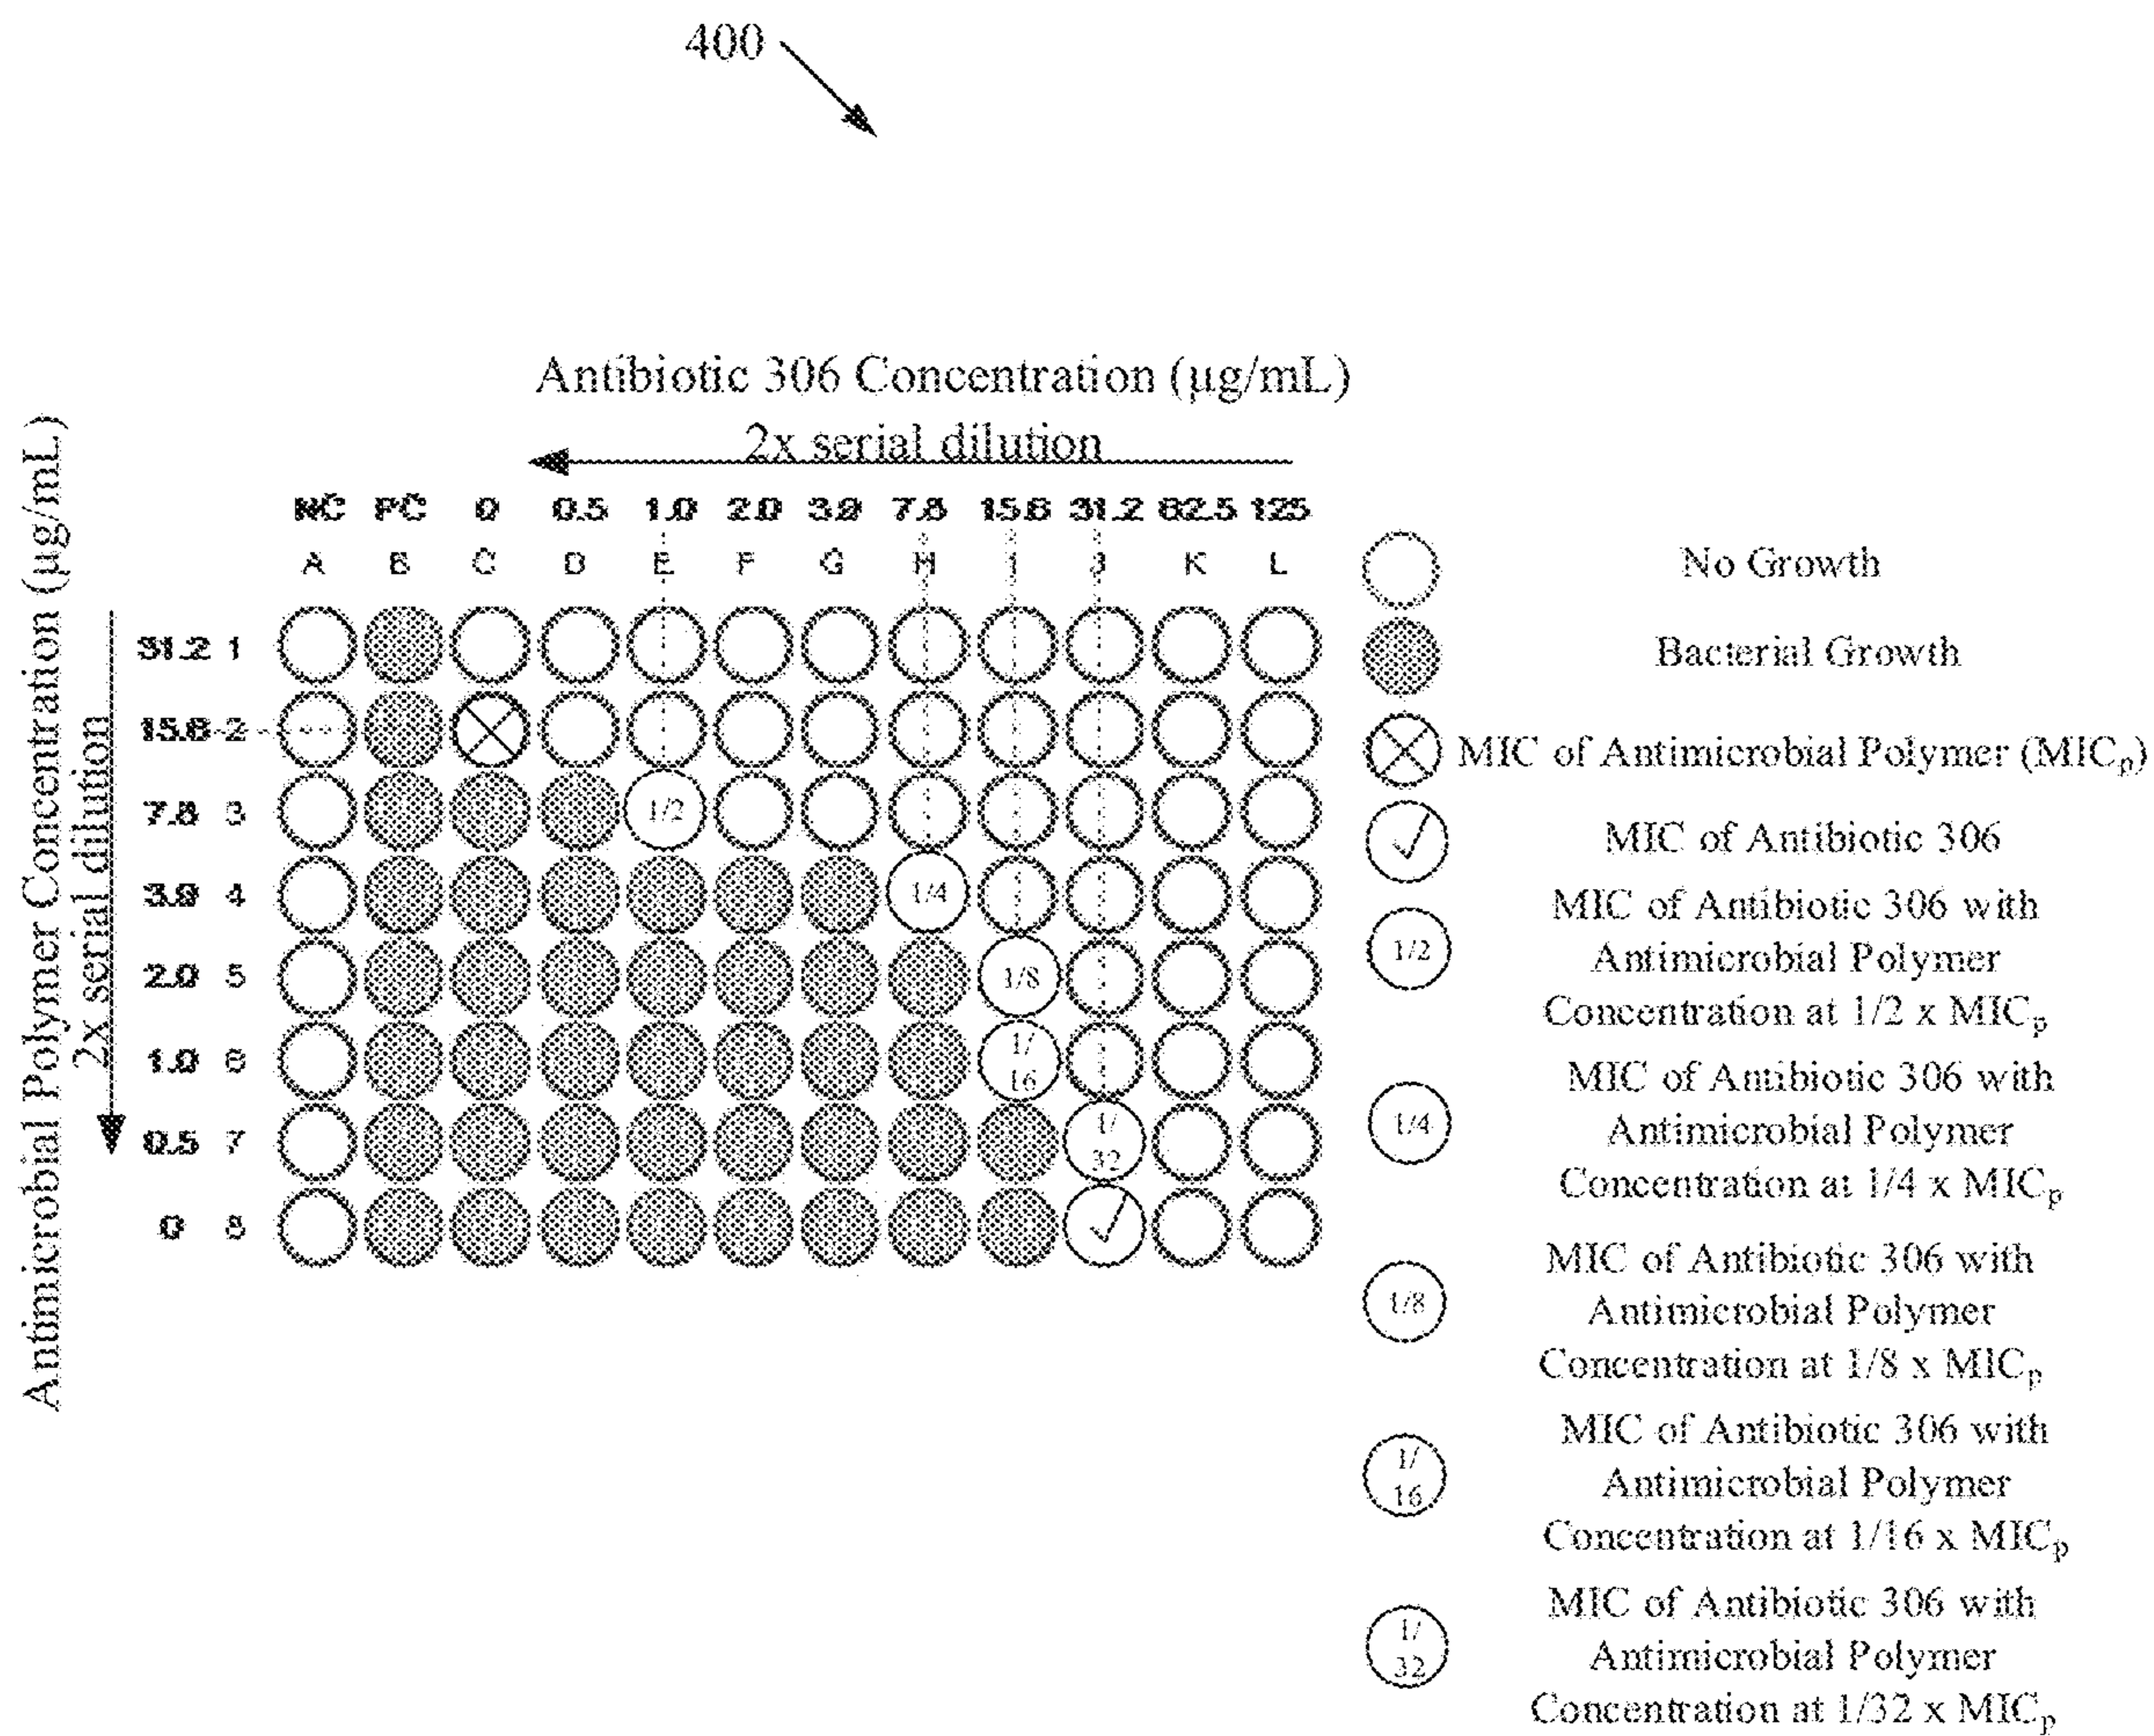 400
Antibiotic 306 Concentration (µg/mL)
2x serial dilution
NC PC 0 0.5 1.0 2.0 3.9 7.8 15.6 31.2 62.5 125
A B C D E F G H I J K L
Antimicrobial Polymer Concentration (µg/mL)
2x serial dilution
31.2 1
15.6 2
7.8 3 1/2
3.9 4 1/4
2.0 5 1/8
1.0 6 1/16
0.5 7 1/32
0 8
No Growth
Bacterial Growth
MIC of Antimicrobial Polymer (MICp)
MIC of Antibiotic 306
1/2
MIC of Antibiotic 306 with
Antimicrobial Polymer
Concentration at 1/2 x MICp
1/4
MIC of Antibiotic 306 with
Antimicrobial Polymer
Concentration at 1/4 x MICp
1/8
MIC of Antibiotic 306 with
Antimicrobial Polymer
Concentration at 1/8 x MICp
1/
16
MIC of Antibiotic 306 with
Antimicrobial Polymer
Concentration at 1/16 x MICp
1/
32
MIC of Antibiotic 306 with
Antimicrobial Polymer
Concentration at 1/32 x MICp